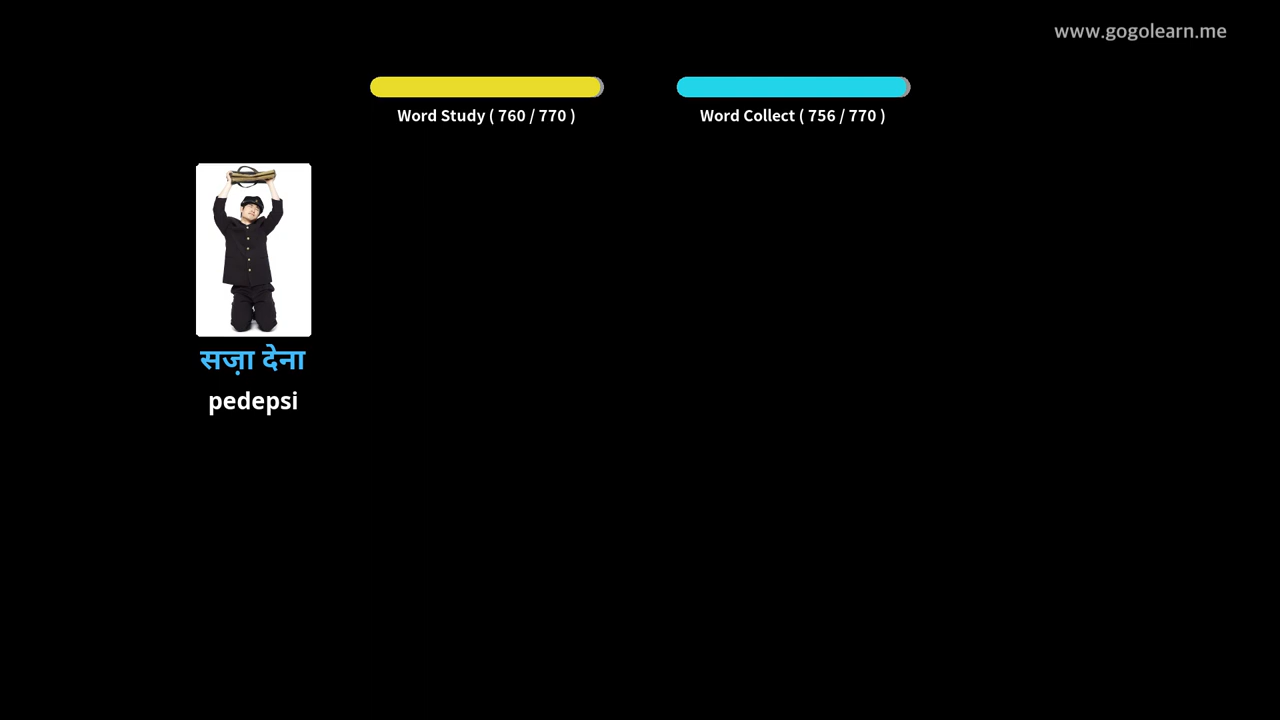 www.gogolearn.me
Word Study ( 760 / 770 )
Word Collect ( 756 / 770 )
सज़ा देना
pedepsi